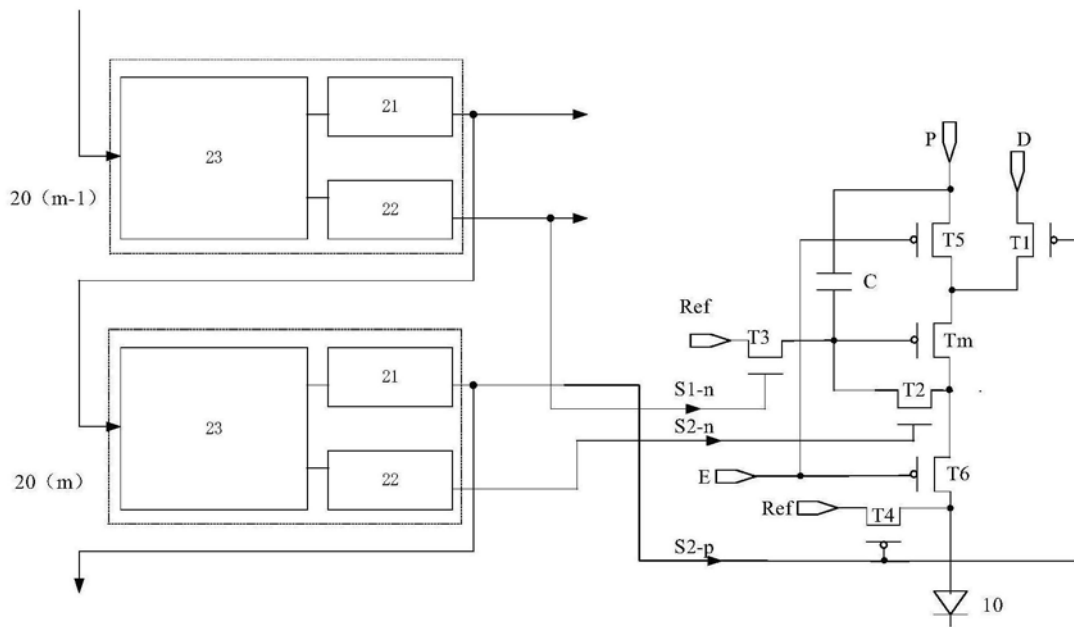 21
23
22
20（m-1）
P
D
T5
T1
C
Ref
T3
Tm
T2
S1-n
S2-n
21
23
22
20（m）
E
T6
Ref
T4
S2-p
10